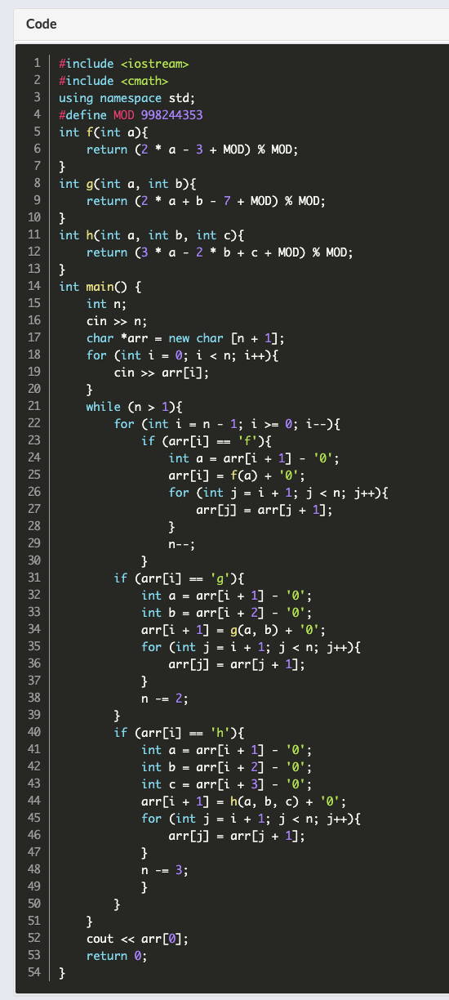 Code
1 #include <iostream>
2 #include <cmath>
3 using namespace std;
4 #define MOD 998244353
5 int f(int a){
6     return (2 * a - 3 + MOD) % MOD;
7 }
8 int g(int a, int b){
9     return (2 * a + b - 7 + MOD) % MOD;
10 }
11 int h(int a, int b, int c){
12     return (3 * a - 2 * b + c + MOD) % MOD;
13 }
14 int main() {
15     int n;
16     cin >> n;
17     char *arr = new char [n + 1];
18     for (int i = 0; i < n; i++){
19         cin >> arr[i];
20     }
21     while (n > 1){
22         for (int i = n - 1; i >= 0; i--){
23             if (arr[i] == 'f'){
24                 int a = arr[i + 1] - '0';
25                 arr[i] = f(a) + '0';
26                 for (int j = i + 1; j < n; j++){
27                     arr[j] = arr[j + 1];
28                 }
29                 n--;
30             }
31         if (arr[i] == 'g'){
32             int a = arr[i + 1] - '0';
33             int b = arr[i + 2] - '0';
34             arr[i + 1] = g(a, b) + '0';
35             for (int j = i + 1; j < n; j++){
36                 arr[j] = arr[j + 1];
37             }
38             n -= 2;
39         }
40         if (arr[i] == 'h'){
41             int a = arr[i + 1] - '0';
42             int b = arr[i + 2] - '0';
43             int c = arr[i + 3] - '0';
44             arr[i + 1] = h(a, b, c) + '0';
45             for (int j = i + 1; j < n; j++){
46                 arr[j] = arr[j + 1];
47             }
48             n -= 3;
49             }
50         }
51     }
52     cout << arr[0];
53     return 0;
54 }